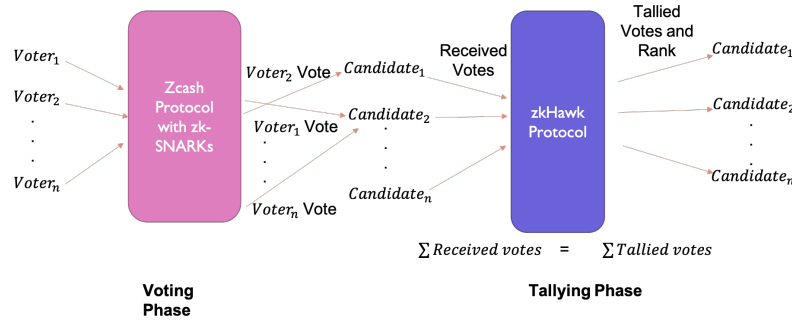 Voter₁
Voter₂
.
.
.
Voterₙ
Zcash
Protocol
with zk-
SNARKs
Voter₂ Vote
Voter₁ Vote
.
.
.
Voterₙ Vote
Candidate₁
Candidate₂
.
.
.
Candidateₙ
Received
Votes
zkHawk
Protocol
Tallied
Votes and
Rank
Candidate₁
Candidate₂
.
.
.
Candidateₙ
∑ Received votes = ∑ Tallied votes
Voting
Phase
Tallying Phase